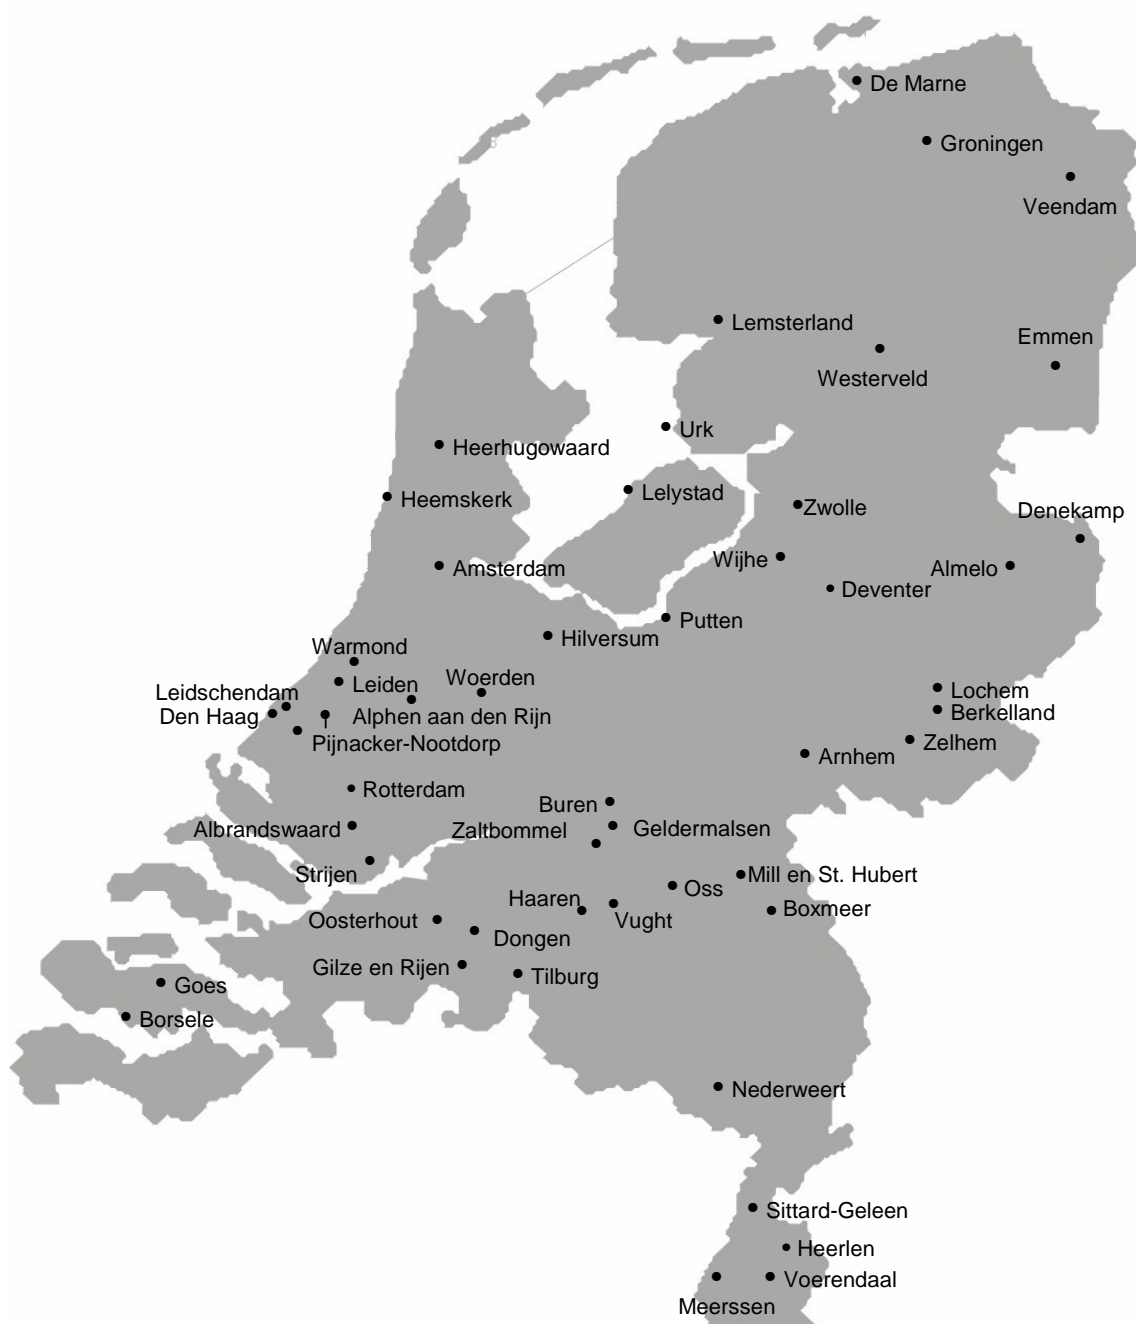 De Marne
Groningen
Veendam
Lemsterland
Emmen
Westerveld
Urk
Heerhugowaard
Lelystad
Heemskerk
Zwolle
Denekamp
Wijhe
Amsterdam
Almelo
Deventer
Putten
Hilversum
Warmond
Woerden
Leiden
Leidschendam
Lochem
Den Haag
Alphen aan den Rijn
Berkelland
Pijnacker-Nootdorp
Zelhem
Arnhem
Rotterdam
Buren
Albrandswaard
Zaltbommel
Geldermalsen
Strijen
Mill en St. Hubert
Oss
Haaren
Boxmeer
Oosterhout
Vught
Dongen
Gilze en Rijen
Tilburg
Goes
Borsele
Nederweert
Sittard-Geleen
Heerlen
Voerendaal
Meerssen